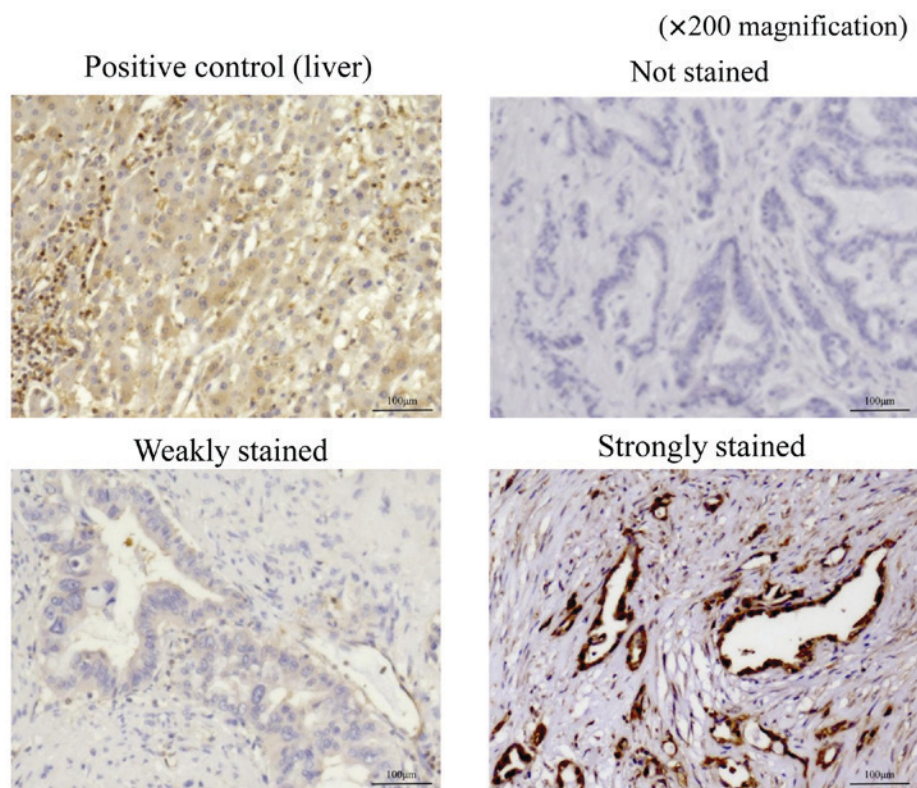 (×200 magnification)
Positive control (liver)
Not stained
100μm
100μm
Weakly stained
Strongly stained
100μm
100μm